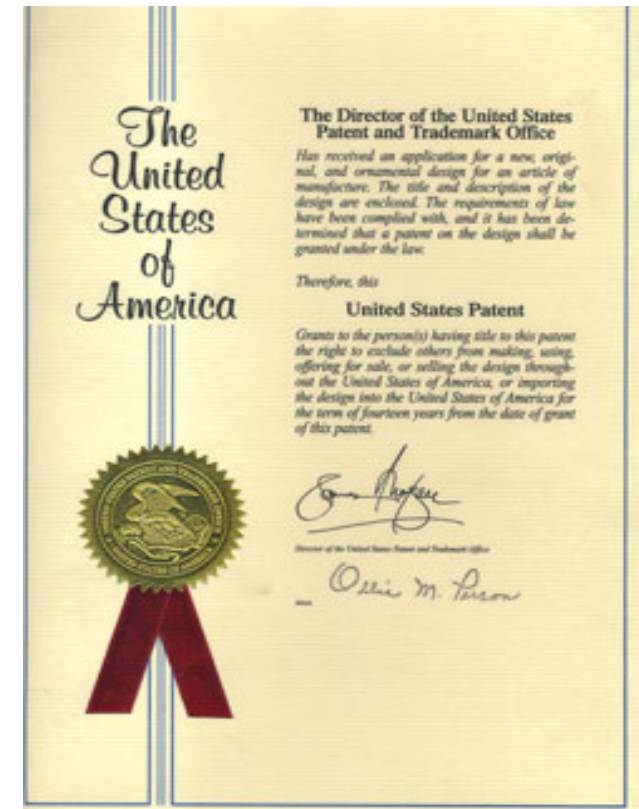 The
United
States
of
America
The Director of the United States
Patent and Trademark Office
Has received an application for a new, origi-
nal, and ornamental design for an article of
manufacture. The title and description of the
design are enclosed. The requirements of law
have been complied with, and it has been de-
termined that a patent on the design shall be
granted under the law.
Therefore, this
United States Patent
Grants to the person(s) having title to this patent
the right to exclude others from making, using,
offering for sale, or selling the design through-
out the United States of America, or importing
the design into the United States of America for
the term of fourteen years from the date of grant
of this patent.
Director of the United States Patent and Trademark Office
Ollie M. Person